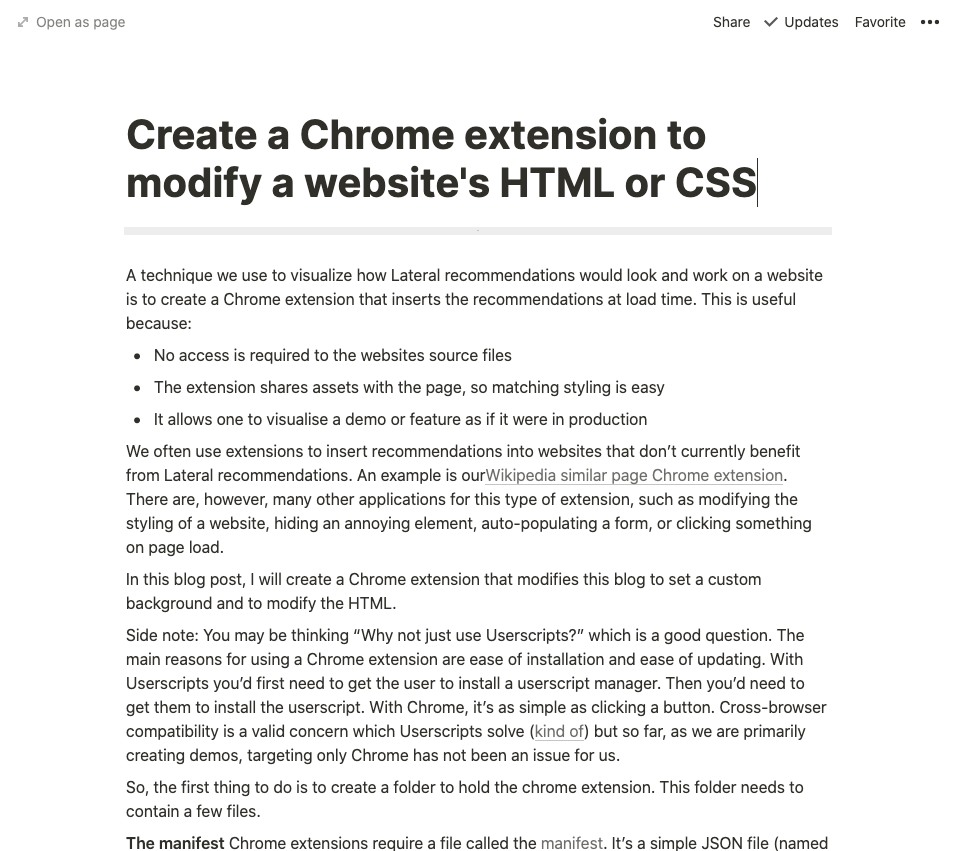 Open as page
Share
Updates
Favorite
Create a Chrome extension to
modify a website's HTML or CSS
A technique we use to visualize how Lateral recommendations would look and work on a website
is to create a Chrome extension that inserts the recommendations at load time. This is useful
because:
• No access is required to the websites source files
• The extension shares assets with the page, so matching styling is easy
• It allows one to visualise a demo or feature as if it were in production
We often use extensions to insert recommendations into websites that don’t currently benefit
from Lateral recommendations. An example is ourWikipedia similar page Chrome extension.
There are, however, many other applications for this type of extension, such as modifying the
styling of a website, hiding an annoying element, auto-populating a form, or clicking something
on page load.
In this blog post, I will create a Chrome extension that modifies this blog to set a custom
background and to modify the HTML.
Side note: You may be thinking “Why not just use Userscripts?” which is a good question. The
main reasons for using a Chrome extension are ease of installation and ease of updating. With
Userscripts you’d first need to get the user to install a userscript manager. Then you’d need to
get them to install the userscript. With Chrome, it’s as simple as clicking a button. Cross-browser
compatibility is a valid concern which Userscripts solve (kind of) but so far, as we are primarily
creating demos, targeting only Chrome has not been an issue for us.
So, the first thing to do is to create a folder to hold the chrome extension. This folder needs to
contain a few files.
The manifest Chrome extensions require a file called the manifest. It’s a simple JSON file (named